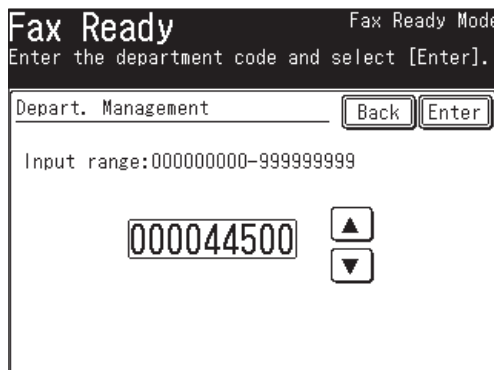 Fax Ready Fax Ready Mode
Enter the department code and select [Enter].
Depart. Management Back Enter
Input range:000000000-999999999
000044500